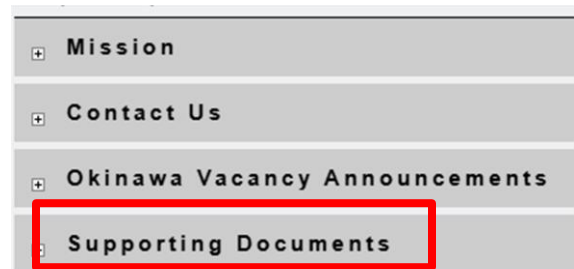 Mission
Contact Us
Okinawa Vacancy Announcements
Supporting Documents